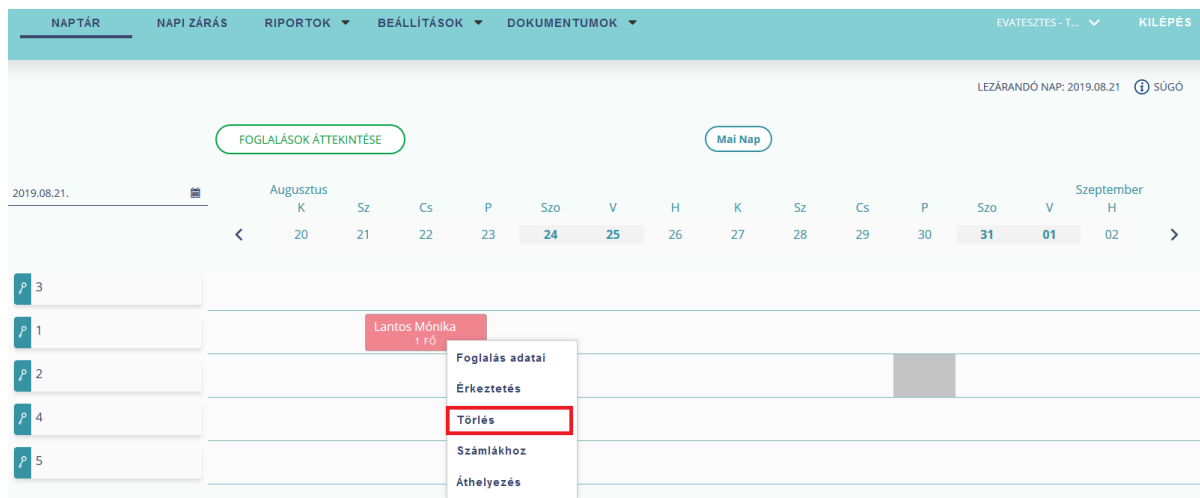 NAPTÁR NAPI ZÁRÁS RIPORTOK BEÁLLÍTÁSOK DOKUMENTUMOK EVATESZTES - T... KILÉPÉS
LEZÁRANDÓ NAP: 2019.08.21 SÚGÓ
FOGLALÁSOK ÁTTEKINTÉSE Mai Nap
2019.08.21. Augusztus Szeptember
K Sz Cs P Szo V H K Sz Cs P Szo V H
20 21 22 23 24 25 26 27 28 29 30 31 01 02
3
1 Lantos Mónika
1 FŐ
Foglalás adatai
2
Érkeztetés
4 Törlés
Számlákhoz
5
Áthelyezés